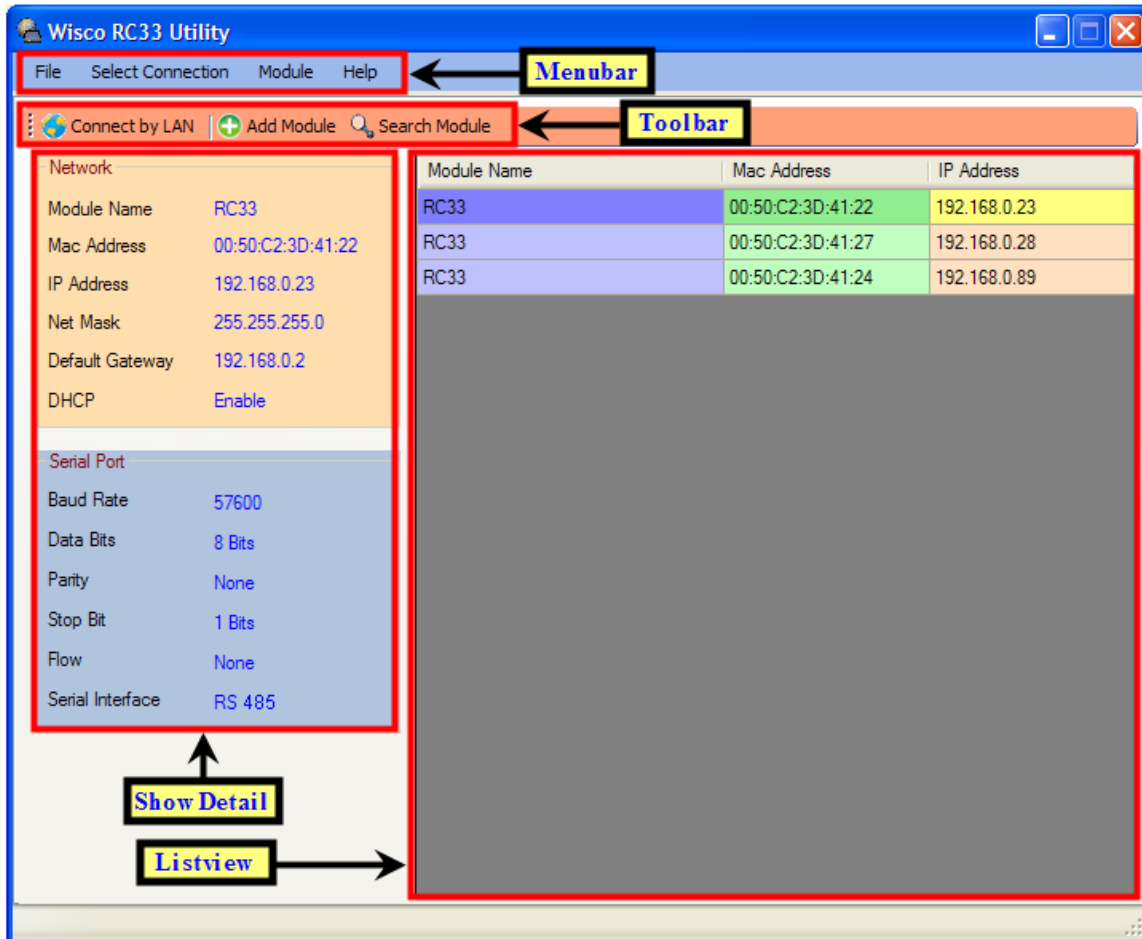 Wisco RC33 Utility
File Select Connection Module Help
Menubar
Connect by LAN Add Module Search Module
Toolbar
Network
Module Name RC33
Mac Address 00:50:C2:3D:41:22
IP Address 192.168.0.23
Net Mask 255.255.255.0
Default Gateway 192.168.0.2
DHCP Enable
Serial Port
Baud Rate 57600
Data Bits 8 Bits
Parity None
Stop Bit 1 Bits
Flow None
Serial Interface RS 485
Show Detail
Listview
Module Name Mac Address IP Address
RC33 00:50:C2:3D:41:22 192.168.0.23
RC33 00:50:C2:3D:41:27 192.168.0.28
RC33 00:50:C2:3D:41:24 192.168.0.89